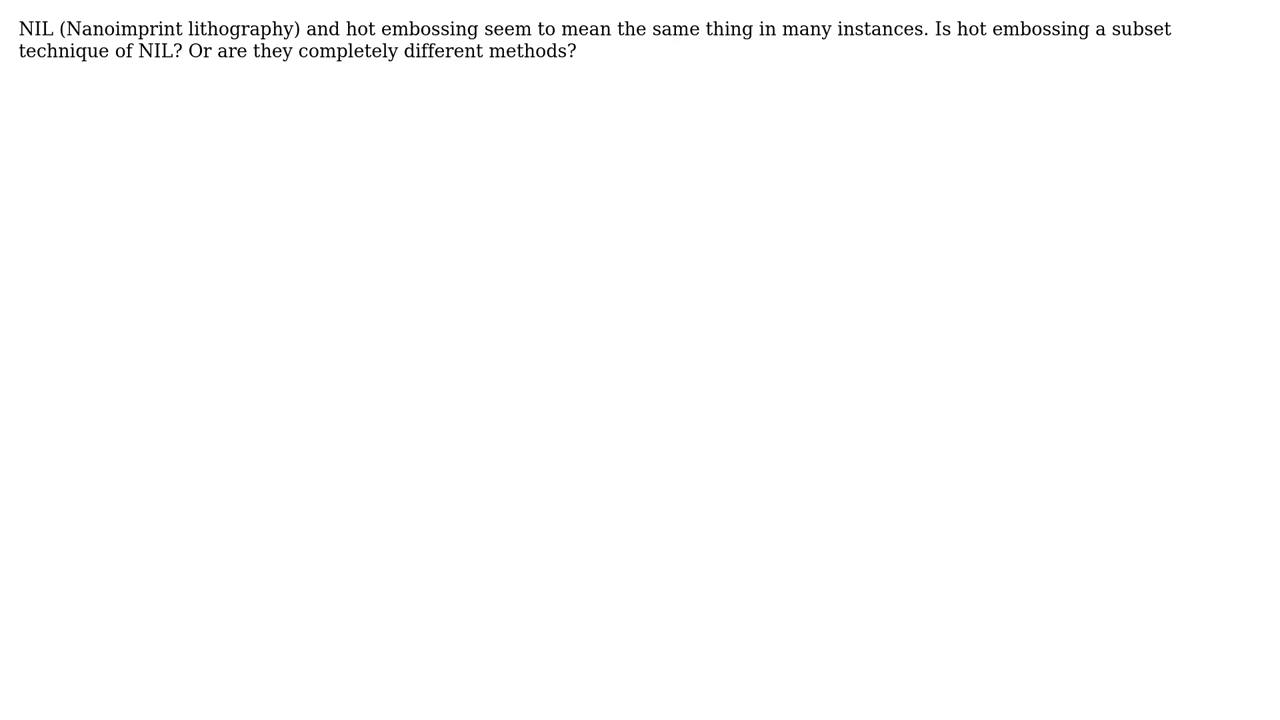 NIL (Nanoimprint lithography) and hot embossing seem to mean the same thing in many instances. Is hot embossing a subset
technique of NIL? Or are they completely different methods?